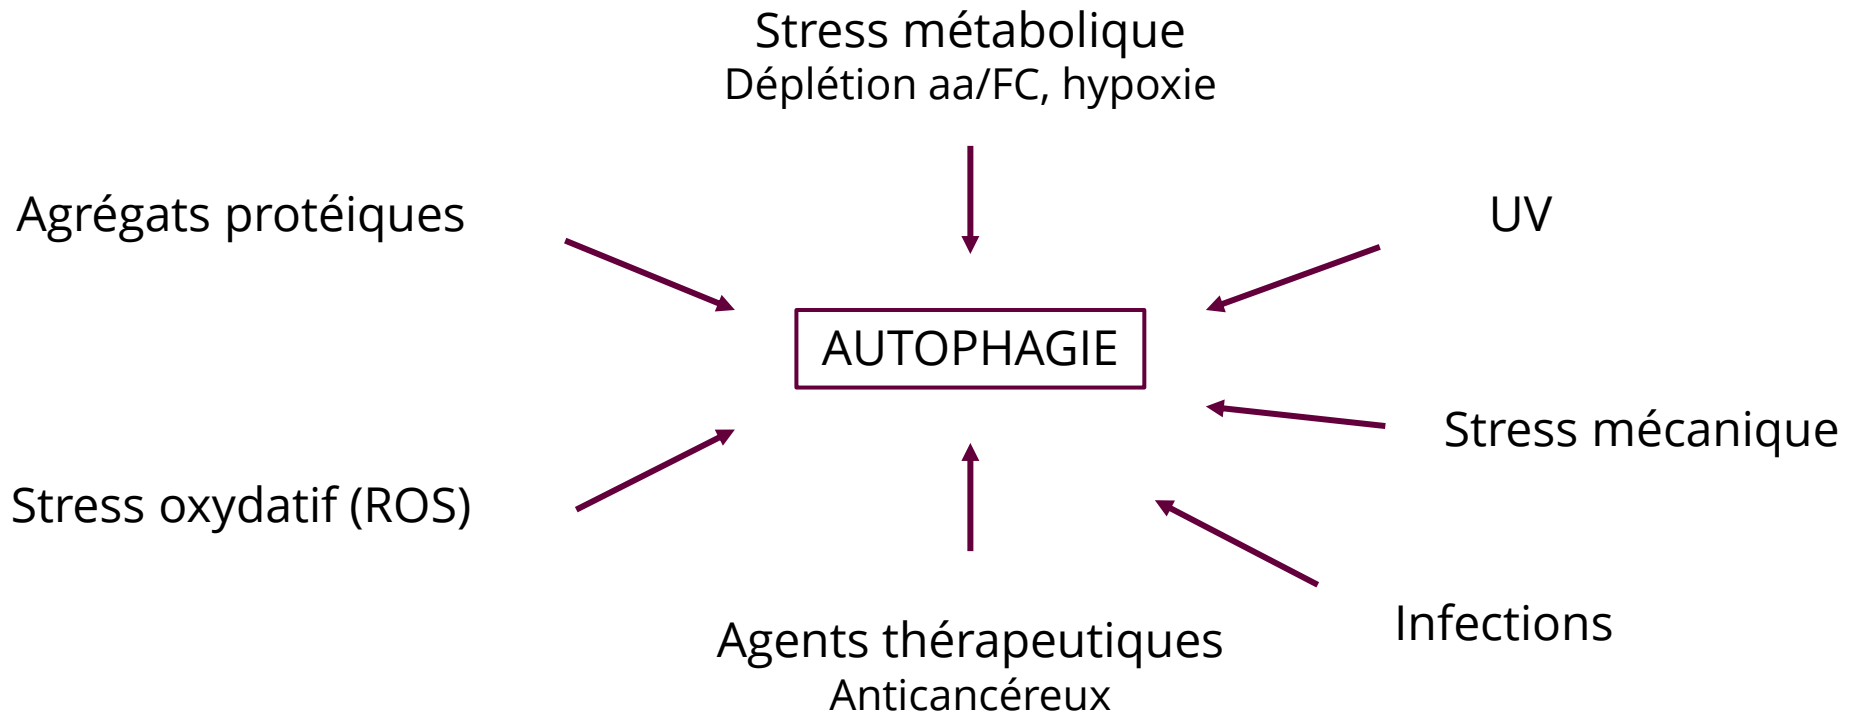 Stress métabolique
Déplétion aa/FC, hypoxie
Agrégats protéiques
UV
AUTOPHAGIE
Stress mécanique
Stress oxydatif (ROS)
Infections
Agents thérapeutiques
Anticancéreux